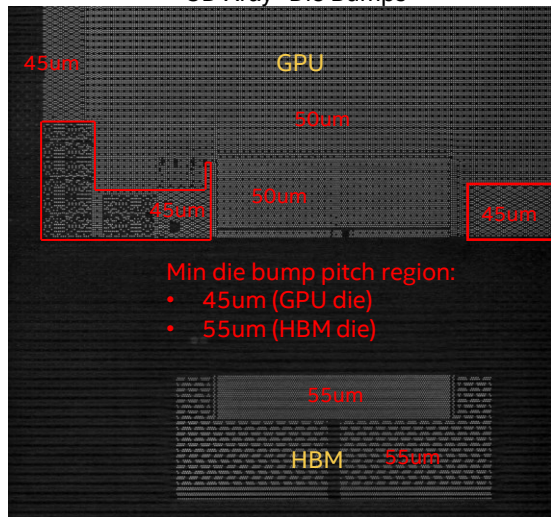 45um
GPU
50um
50um
45um
45um
Min die bump pitch region:
• 45um (GPU die)
• 55um (HBM die)
55um
HBM
55um